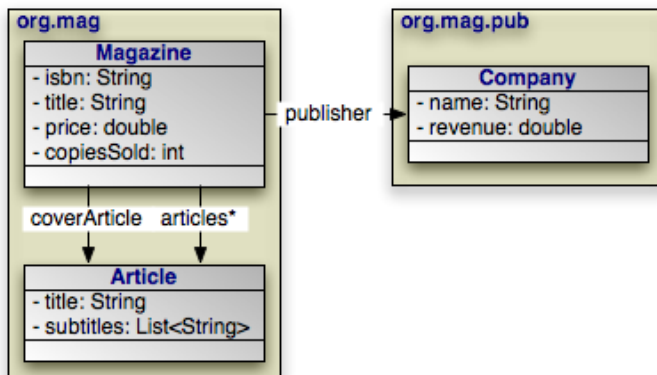 org.mag
Magazine
- isbn: String
- title: String
- price: double
- copiesSold: int
coverArticle articles*
Article
- title: String
- subtitles: List<String>
publisher
org.mag.pub
Company
- name: String
- revenue: double